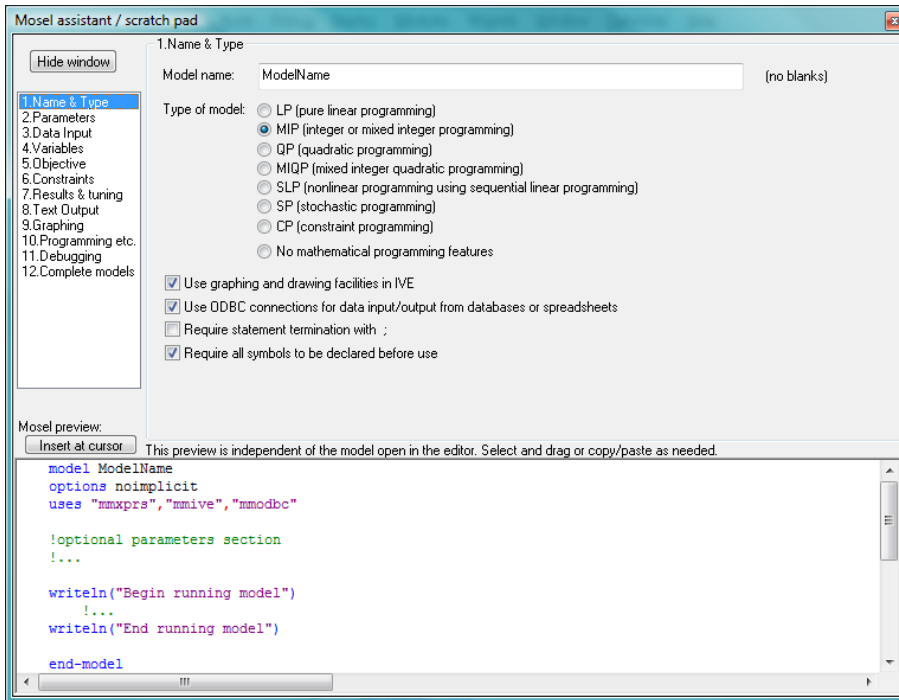 Mosel assistant / scratch pad
Hide window
1.Name & Type
2.Parameters
3.Data Input
4.Variables
5.Objective
6.Constraints
7.Results & tuning
8.Text Output
9.Graphing
10.Programming etc.
11.Debugging
12.Complete models
1.Name & Type
Model name: ModelName (no blanks)
Type of model: LP (pure linear programming)
MIP (integer or mixed integer programming)
QP (quadratic programming)
MIQP (mixed integer quadratic programming)
SLP (nonlinear programming using sequential linear programming)
SP (stochastic programming)
CP (constraint programming)
No mathematical programming features
Use graphing and drawing facilities in IVE
Use ODBC connections for data input/output from databases or spreadsheets
Require statement termination with ;
Require all symbols to be declared before use
Mosel preview:
Insert at cursor
This preview is independent of the model open in the editor. Select and drag or copy/paste as needed.
model ModelName
options noimplicit
uses "mmxprs","mmive","mmodbc"
!optional parameters section
!...
writeln("Begin running model")
!...
writeln("End running model")
end-model